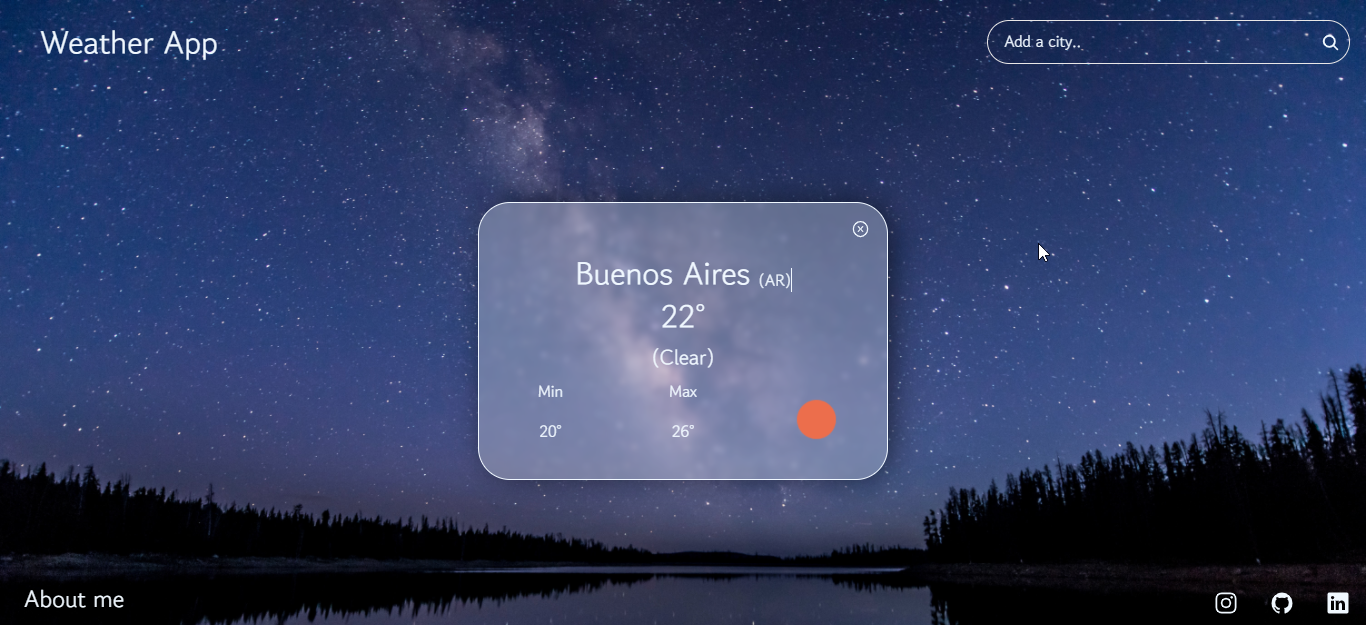 Weather App
Add a city..
Buenos Aires (AR)
22°
(Clear)
Min Max
20° 26°
About me